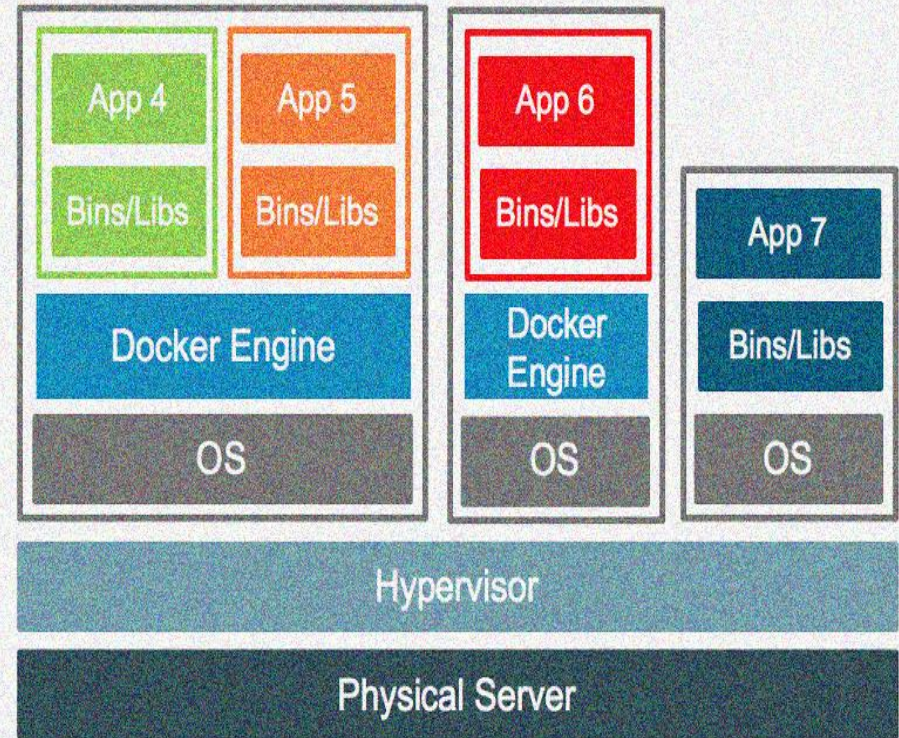 App 4
Bins/Libs
App 5
Bins/Libs
Docker Engine
OS
App 6
Bins/Libs
Docker
Engine
OS
App 7
Bins/Libs
OS
Hypervisor
Physical Server